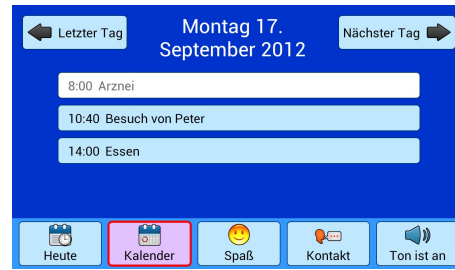 Letzter Tag
Montag 17.
September 2012
Nächster Tag
8:00 Arznei
10:40 Besuch von Peter
14:00 Essen
Heute
Kalender
Spaß
Kontakt
Ton ist an